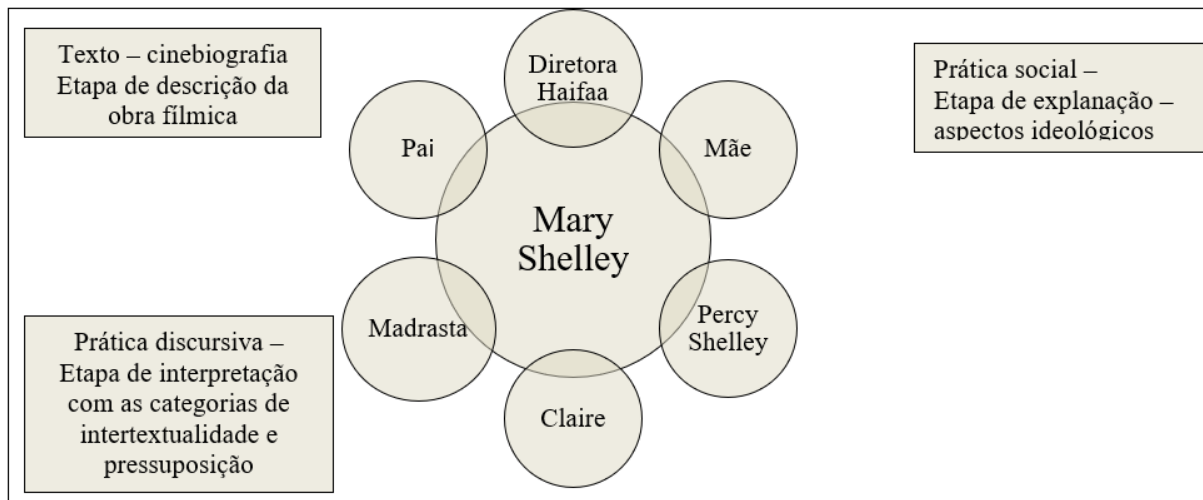 Texto – cinebiografia
Etapa de descrição da
obra fílmica
Diretora
Haifaa
Prática social –
Etapa de explanação –
aspectos ideológicos
Pai
Mãe
Mary
Shelley
Madrasta
Percy
Shelley
Claire
Prática discursiva –
Etapa de interpretação
com as categorias de
intertextualidade e
pressuposição